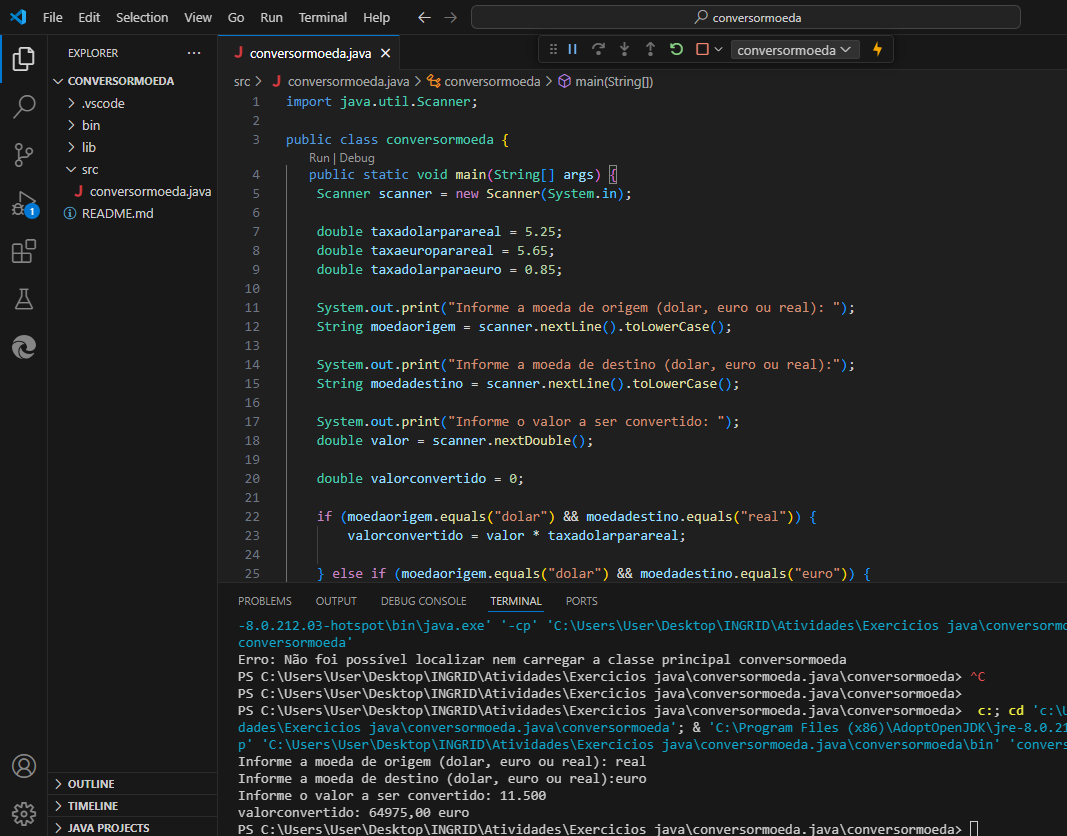 File Edit Selection View Go Run Terminal Help ← → conversormoeda
EXPLORER ...
CONVERSORMOEDA
.vscode
bin
lib
src
J conversormoeda.java
README.md
1
OUTLINE
TIMELINE
JAVA PROJECTS
J conversormoeda.java ×
conversormoeda
src > J conversormoeda.java > conversormoeda > main(String[])
1 import java.util.Scanner;
2
3 public class conversormoeda {
Run | Debug
4 public static void main(String[] args) {
5 Scanner scanner = new Scanner(System.in);
6
7 double taxadolarparareal = 5.25;
8 double taxaeuroparareal = 5.65;
9 double taxadolarparaeuro = 0.85;
10
11 System.out.print("Informe a moeda de origem (dolar, euro ou real): ");
12 String moedaorigem = scanner.nextLine().toLowerCase();
13
14 System.out.print("Informe a moeda de destino (dolar, euro ou real):");
15 String moedadestino = scanner.nextLine().toLowerCase();
16
17 System.out.print("Informe o valor a ser convertido: ");
18 double valor = scanner.nextDouble();
19
20 double valorconvertido = 0;
21
22 if (moedaorigem.equals("dolar") && moedadestino.equals("real")) {
23 valorconvertido = valor * taxadolarparareal;
24
25 } else if (moedaorigem.equals("dolar") && moedadestino.equals("euro")) {
PROBLEMS OUTPUT DEBUG CONSOLE TERMINAL PORTS
-8.0.212.03-hotspot\bin\java.exe' '-cp' 'C:\Users\User\Desktop\INGRID\Atividades\Exercicios java\conversormo
conversormoeda'
Erro: Não foi possível localizar nem carregar a classe principal conversormoeda
PS C:\Users\User\Desktop\INGRID\Atividades\Exercicios java\conversormoeda.java\conversormoeda> ^C
PS C:\Users\User\Desktop\INGRID\Atividades\Exercicios java\conversormoeda.java\conversormoeda>
PS C:\Users\User\Desktop\INGRID\Atividades\Exercicios java\conversormoeda.java\conversormoeda> c:; cd 'c:\U
dades\Exercicios java\conversormoeda.java\conversormoeda'; & 'C:\Program Files (x86)\AdoptOpenJDK\jre-8.0.21
p' 'C:\Users\User\Desktop\INGRID\Atividades\Exercicios java\conversormoeda.java\conversormoeda\bin' 'convers
Informe a moeda de origem (dolar, euro ou real): real
Informe a moeda de destino (dolar, euro ou real):euro
Informe o valor a ser convertido: 11.500
valorconvertido: 64975,00 euro
PS C:\Users\User\Desktop\INGRID\Atividades\Exercicios java\conversormoeda.java\conversormoeda>